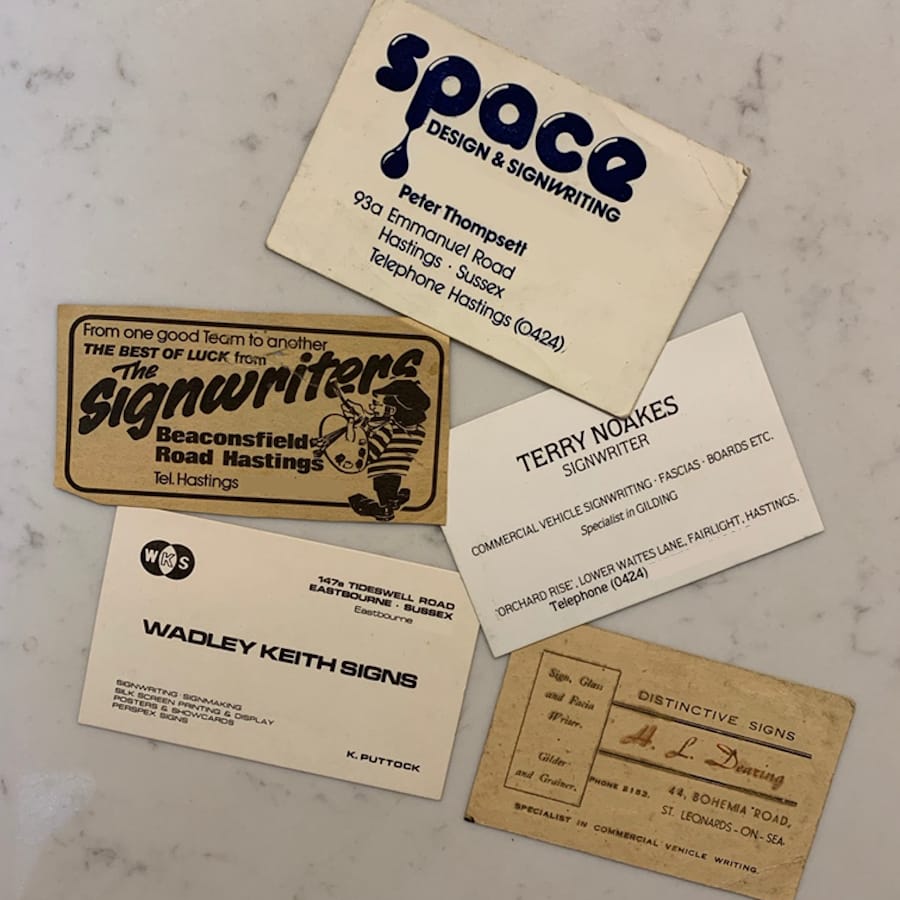 space
DESIGN & SIGNWRITING
Peter Thompsett
93a Emmanuel Road
Hastings · Sussex
Telephone Hastings (0424)
From one good Team to another
THE BEST OF LUCK from
The
Signwriters
Beaconsfield
Road Hastings
Tel. Hastings
TERRY NOAKES
SIGNWRITER
COMMERCIAL VEHICLE SIGNWRITING · FASCIAS · BOARDS ETC.
Specialist in GILDING
'ORCHARD RISE', LOWER WAITES LANE, FAIRLIGHT, HASTINGS.
Telephone (0424)
WKS
147a TIDESWELL ROAD
EASTBOURNE · SUSSEX
Eastbourne
WADLEY KEITH SIGNS
SIGNWRITING · SIGNMAKING
SILK SCREEN PRINTING & DISPLAY
POSTERS & SHOWCARDS
PERSPEX SIGNS
K. PUTTOCK
Sign, Glass
and Facia
Writer.
Gilder
and Grainer.
DISTINCTIVE SIGNS
H. L. Dearing
PHONE 2153.
44, BOHEMIA ROAD,
ST. LEONARDS-ON-SEA.
SPECIALIST IN COMMERCIAL VEHICLE WRITING.